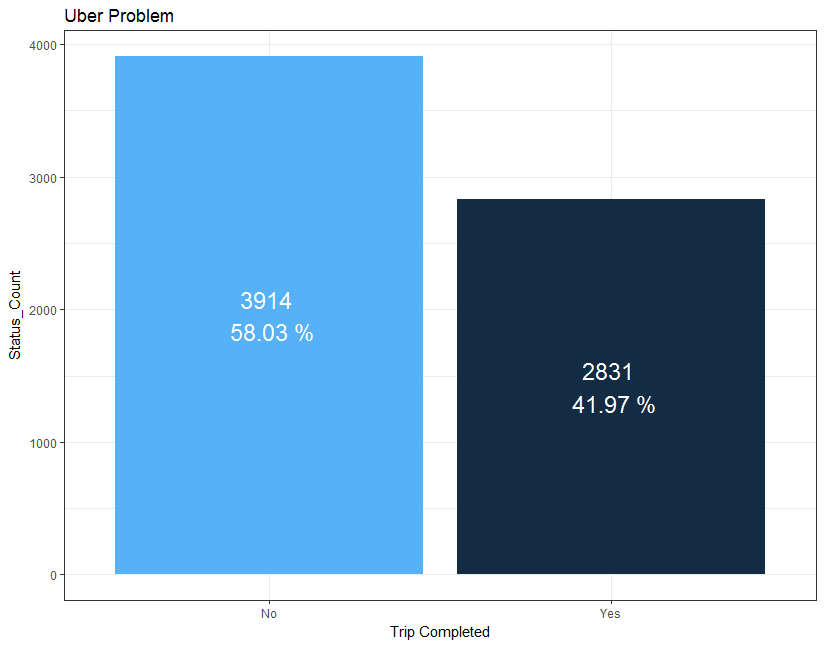 Uber Problem
Status_Count
4000
3000
2000
1000
0
3914
58.03 %
2831
41.97 %
No
Yes
Trip Completed